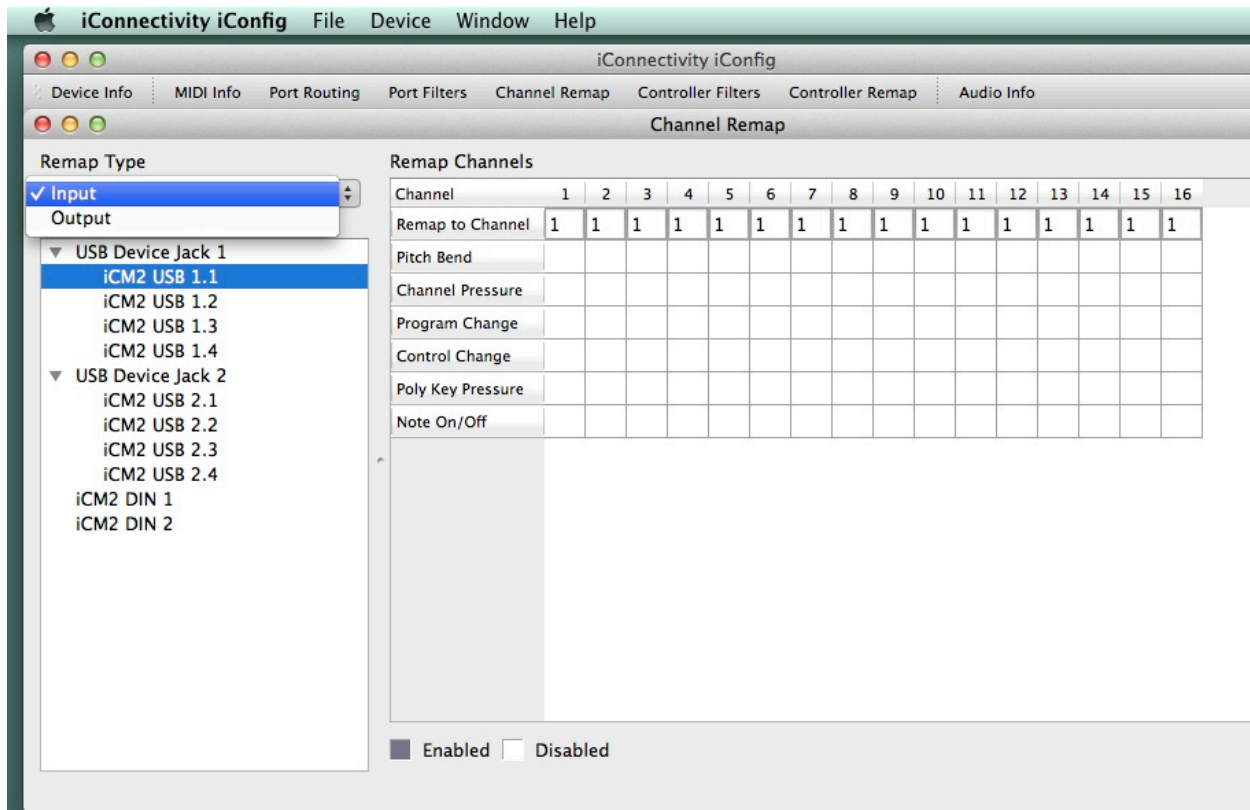 iConnectivity iConfig File Device Window Help
iConnectivity iConfig
Device Info MIDI Info Port Routing Port Filters Channel Remap Controller Filters Controller Remap Audio Info
Channel Remap
Remap Type
Input
Output
USB Device Jack 1
iCM2 USB 1.1
iCM2 USB 1.2
iCM2 USB 1.3
iCM2 USB 1.4
USB Device Jack 2
iCM2 USB 2.1
iCM2 USB 2.2
iCM2 USB 2.3
iCM2 USB 2.4
iCM2 DIN 1
iCM2 DIN 2
Remap Channels
Channel 1 2 3 4 5 6 7 8 9 10 11 12 13 14 15 16
Remap to Channel 1 1 1 1 1 1 1 1 1 1 1 1 1 1 1 1
Pitch Bend
Channel Pressure
Program Change
Control Change
Poly Key Pressure
Note On/Off
Enabled Disabled